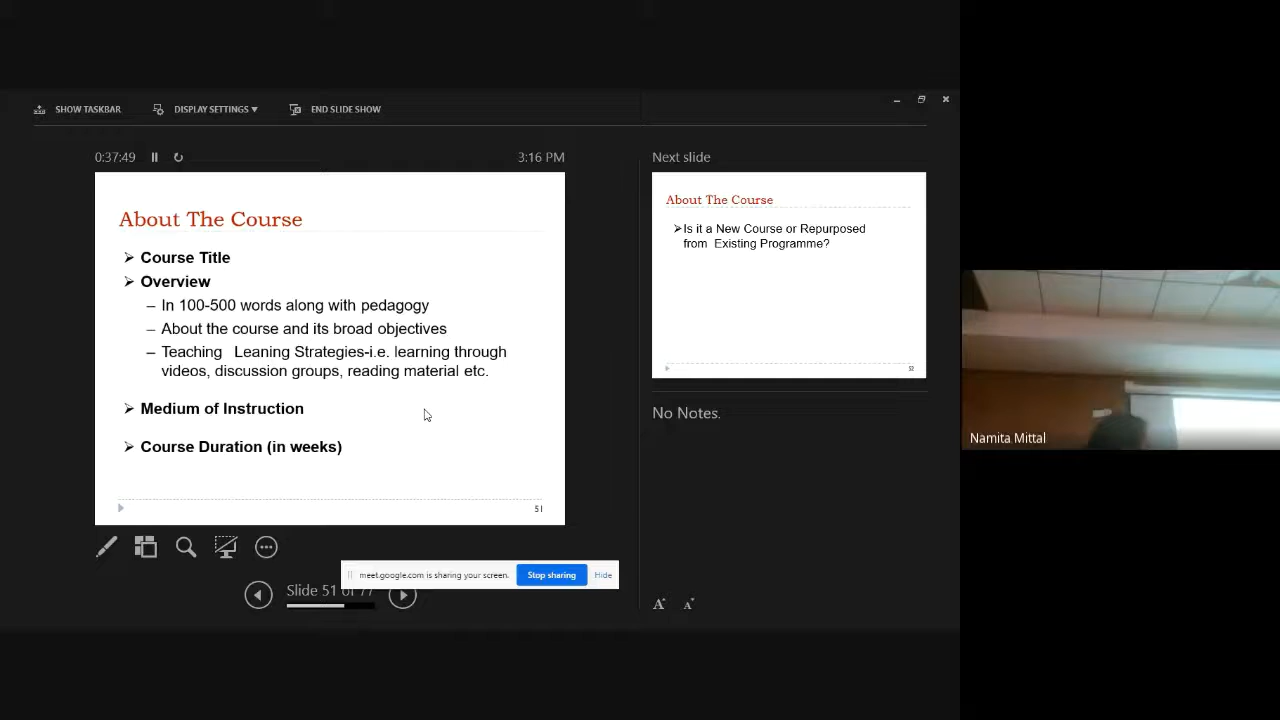 SHOW TASKBAR
DISPLAY SETTINGS ▾
END SLIDE SHOW
0:37:49
3:16 PM
About The Course
➢ Course Title
➢ Overview
– In 100-500 words along with pedagogy
– About the course and its broad objectives
– Teaching Leaning Strategies-i.e. learning through
videos, discussion groups, reading material etc.
➢ Medium of Instruction
➢ Course Duration (in weeks)
51
meet.google.com is sharing your screen.
Stop sharing
Hide
Slide 51 of 77
Next slide
About The Course
➢Is it a New Course or Repurposed
from Existing Programme?
No Notes.
A
A
Namita Mittal